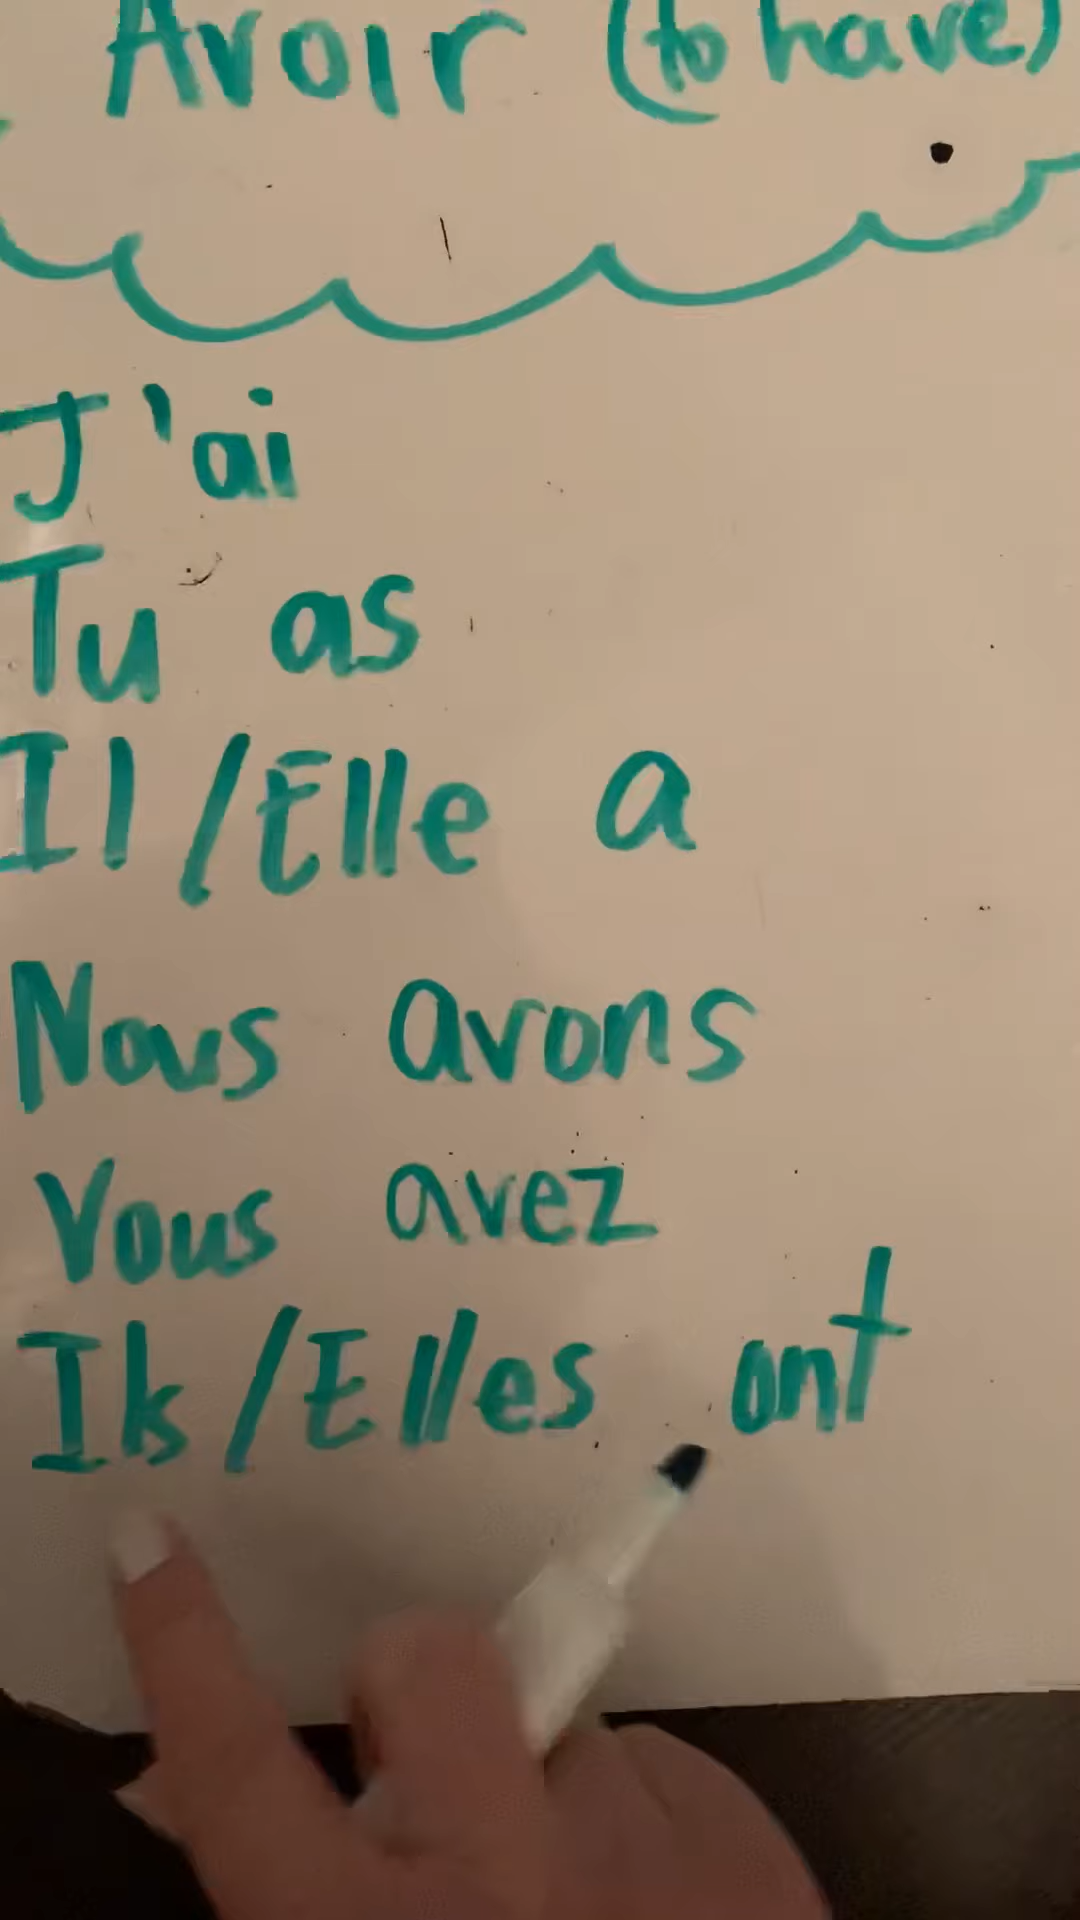 Avoir (to have)
J'ai
Tu as
Il/Elle a
Nous avons
Vous avez
Ils/Elles ont